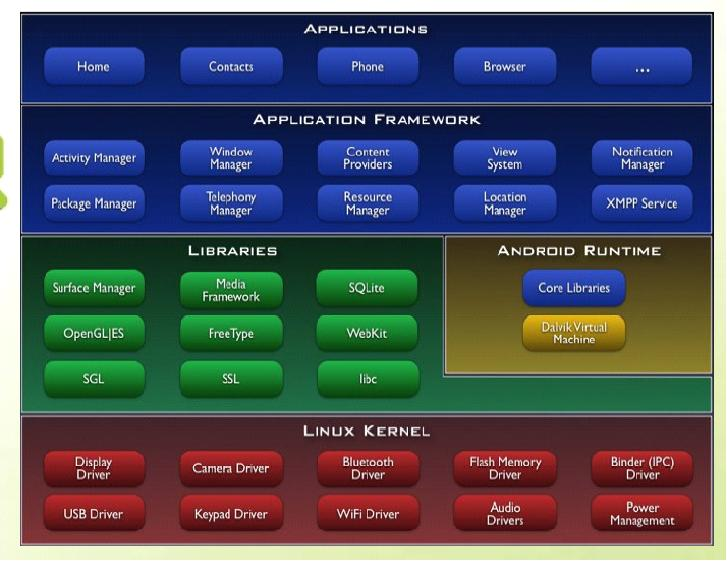 APPLICATIONS
Home
Contacts
Phone
Browser
...
APPLICATION FRAMEWORK
Activity Manager
Window
Manager
Content
Providers
View
System
Notification
Manager
Package Manager
Telephony
Manager
Resource
Manager
Location
Manager
XMPP Service
LIBRARIES
Surface Manager
Media
Framework
SQLite
OpenGL|ES
FreeType
WebKit
SGL
SSL
libc
ANDROID RUNTIME
Core Libraries
Dalvik Virtual
Machine
LINUX KERNEL
Display
Driver
Camera Driver
Bluetooth
Driver
Flash Memory
Driver
Binder (IPC)
Driver
USB Driver
Keypad Driver
WiFi Driver
Audio
Drivers
Power
Management